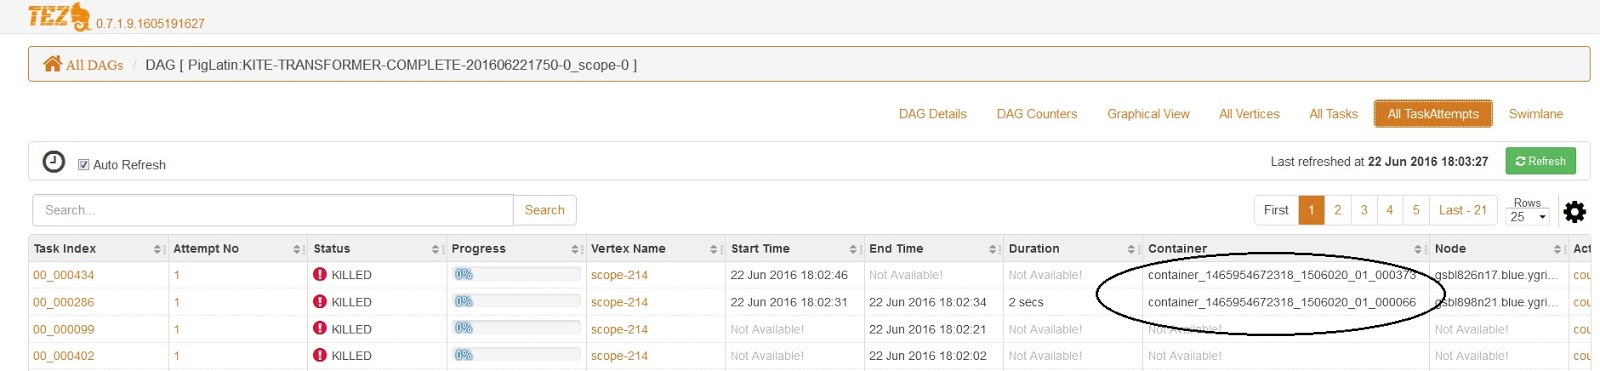 TEZ 0.7.1.9.1605191627
All DAGs / DAG [ PigLatin:KITE-TRANSFORMER-COMPLETE-201606221750-0_scope-0 ]
DAG Details DAG Counters Graphical View All Vertices All Tasks All TaskAttempts Swimlane
Auto Refresh Last refreshed at 22 Jun 2016 18:03:27 Refresh
Search... Search First 1 2 3 4 5 Last - 21 Rows 25
Task Index Attempt No Status Progress Vertex Name Start Time End Time Duration Container Node Act
00_000434 1 KILLED 0% scope-214 22 Jun 2016 18:02:46 Not Available! Not Available! container_1465954672318_1506020_01_000373 gsbl826n17.blue.ygri... cou
00_000286 1 KILLED 0% scope-214 22 Jun 2016 18:02:31 22 Jun 2016 18:02:34 2 secs container_1465954672318_1506020_01_000066 gsbl898n21.blue.ygri... cou
00_000099 1 KILLED 0% scope-214 Not Available! 22 Jun 2016 18:02:21 Not Available! Not Available! Not Available! cou
00_000402 1 KILLED 0% scope-214 Not Available! 22 Jun 2016 18:02:02 Not Available! Not Available! Not Available! cou